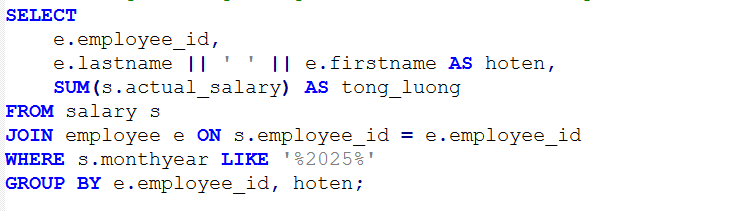 SELECT
e.employee_id,
e.lastname || ' ' || e.firstname AS hoten,
SUM(s.actual_salary) AS tong_luong
FROM salary s
JOIN employee e ON s.employee_id = e.employee_id
WHERE s.monthyear LIKE '%2025%'
GROUP BY e.employee_id, hoten;